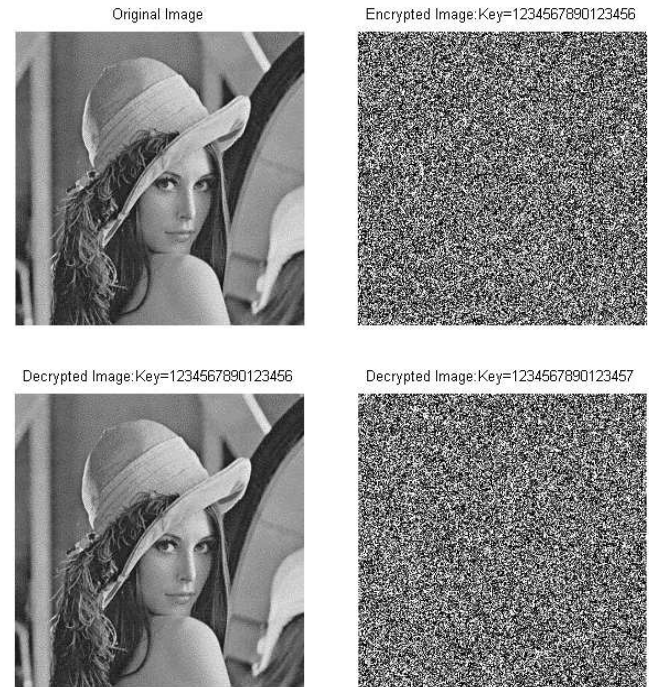 Original Image
Encrypted Image:Key=1234567890123456
Decrypted Image:Key=1234567890123456
Decrypted Image:Key=1234567890123457